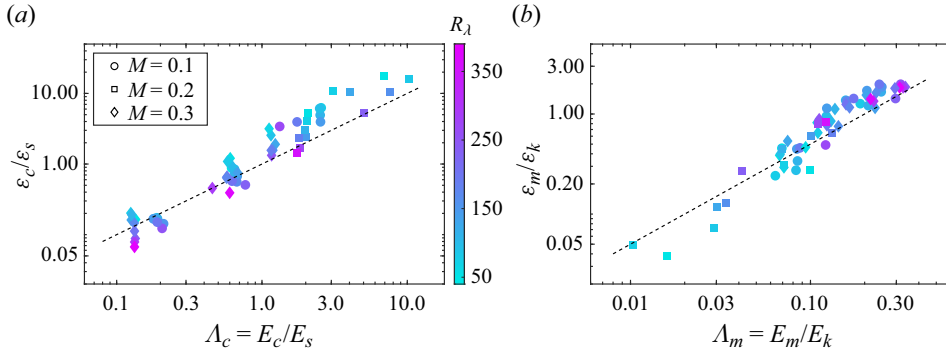 (a)
R_λ
(b)
ε_c/ε_s
10.00
1.00
0.05
M = 0.1
M = 0.2
M = 0.3
0.1 0.3 1.0 3.0 10.0
Λ_c = E_c/E_s
350
250
150
50
ε_m/ε_k
3.00
1.00
0.20
0.05
0.01 0.03 0.10 0.30
Λ_m = E_m/E_k